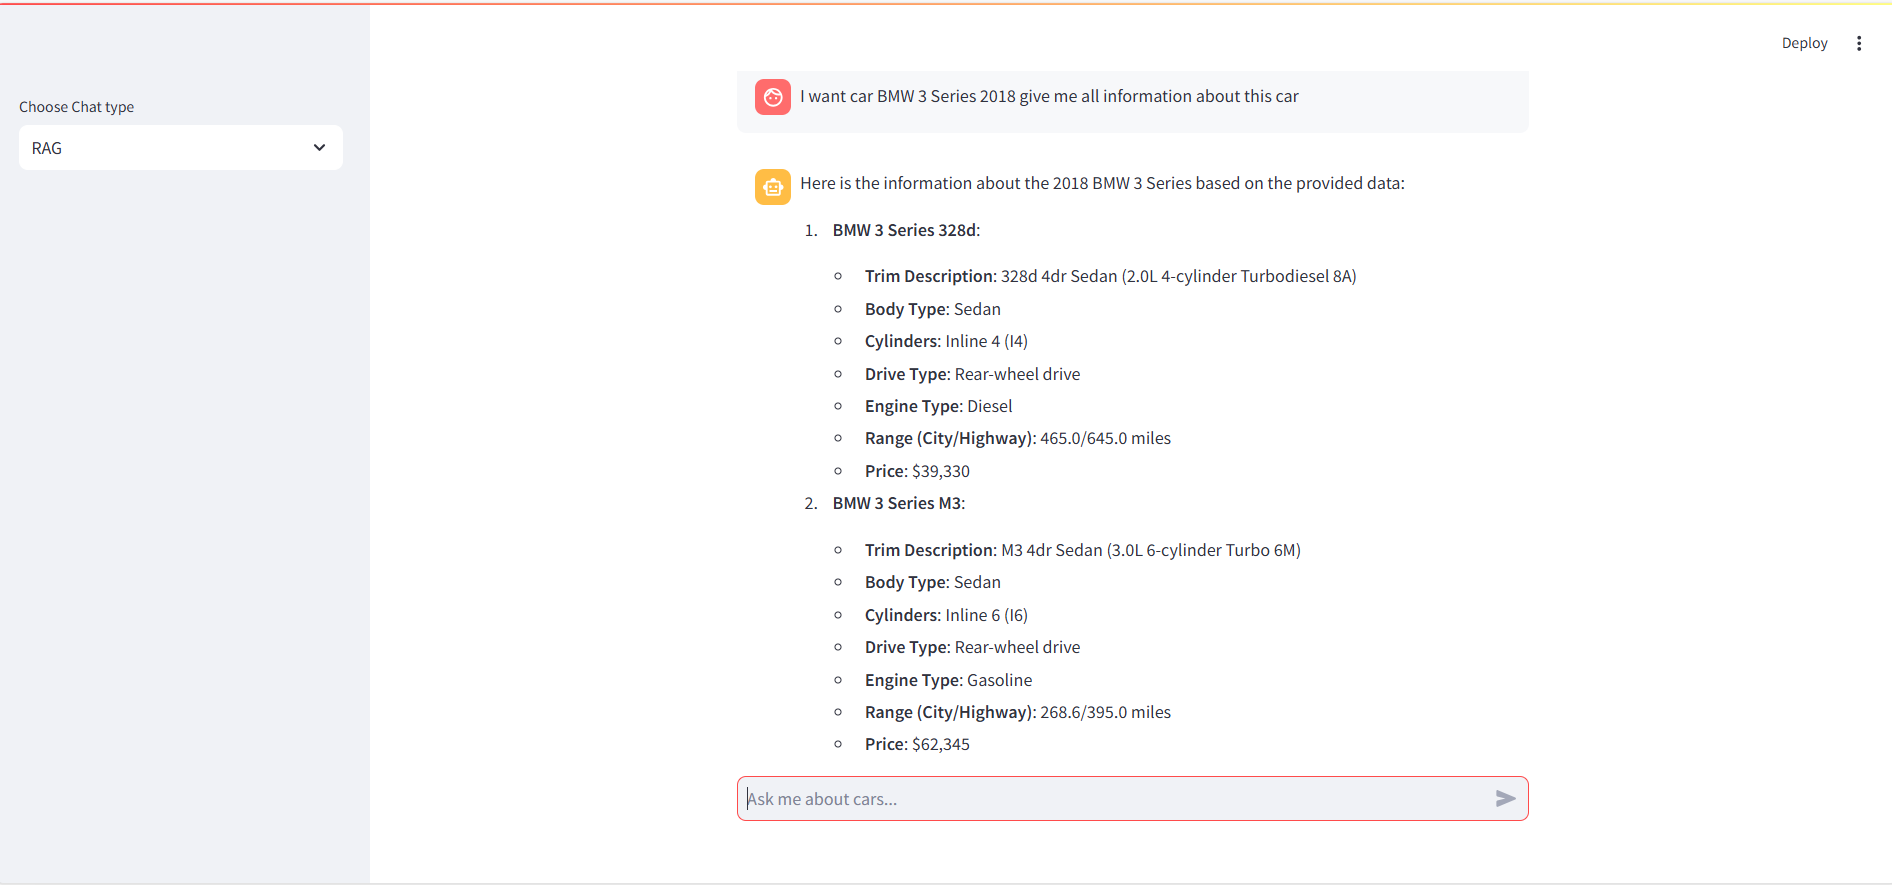 Deploy
Choose Chat type
RAG
I want car BMW 3 Series 2018 give me all information about this car
Here is the information about the 2018 BMW 3 Series based on the provided data:
1. BMW 3 Series 328d:
Trim Description: 328d 4dr Sedan (2.0L 4-cylinder Turbodiesel 8A)
Body Type: Sedan
Cylinders: Inline 4 (I4)
Drive Type: Rear-wheel drive
Engine Type: Diesel
Range (City/Highway): 465.0/645.0 miles
Price: $39,330
2. BMW 3 Series M3:
Trim Description: M3 4dr Sedan (3.0L 6-cylinder Turbo 6M)
Body Type: Sedan
Cylinders: Inline 6 (I6)
Drive Type: Rear-wheel drive
Engine Type: Gasoline
Range (City/Highway): 268.6/395.0 miles
Price: $62,345
Ask me about cars...